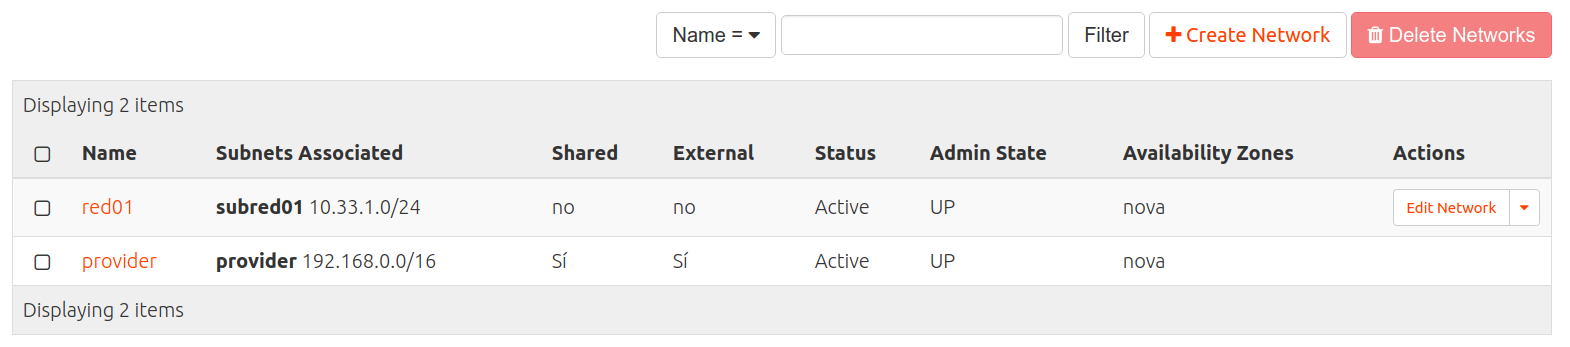 Name = Filter Create Network Delete Networks
Displaying 2 items
Name Subnets Associated Shared External Status Admin State Availability Zones Actions
red01 subred01 10.33.1.0/24 no no Active UP nova Edit Network
provider provider 192.168.0.0/16 Sí Sí Active UP nova
Displaying 2 items